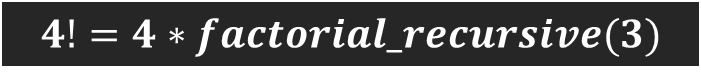 4! = 4 * factorial_recursive(3)